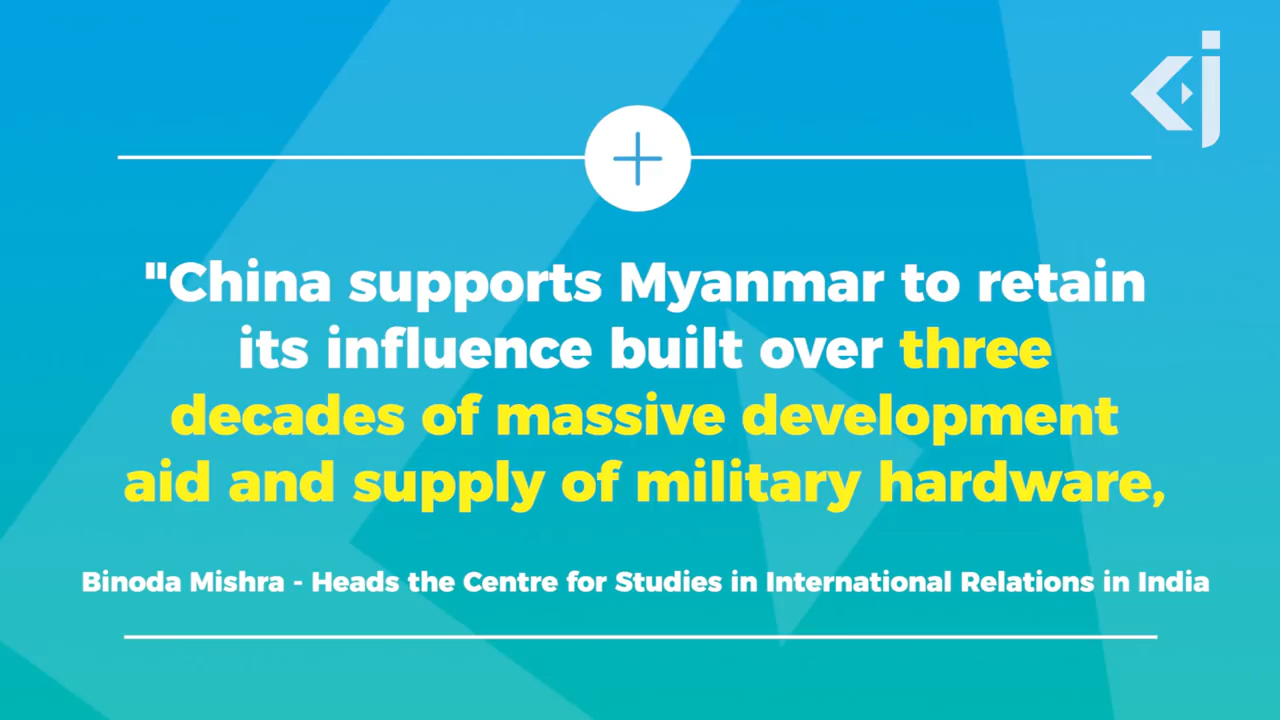 "China supports Myanmar to retain
its influence built over three
decades of massive development
aid and supply of military hardware,
Binoda Mishra - Heads the Centre for Studies in International Relations in India